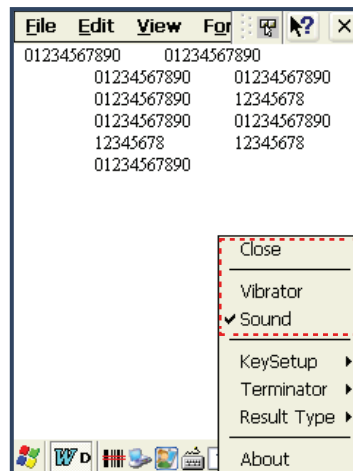 File Edit View For
01234567890 01234567890
01234567890 01234567890
01234567890 12345678
01234567890 01234567890
12345678 12345678
01234567890
Close
Vibrator
Sound
KeySetup
Terminator
Result Type
About
W D